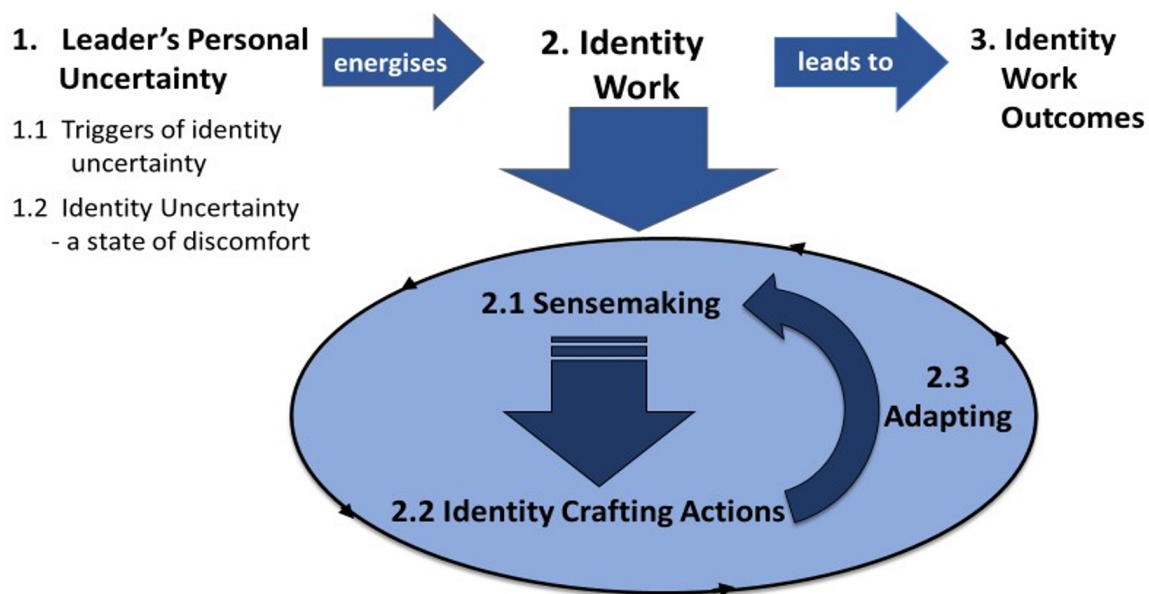 1. Leader's Personal
Uncertainty
energises
2. Identity
Work
leads to
3. Identity
Work
Outcomes
1.1 Triggers of identity
uncertainty
1.2 Identity Uncertainty
- a state of discomfort
2.1 Sensemaking
2.3
Adapting
2.2 Identity Crafting Actions